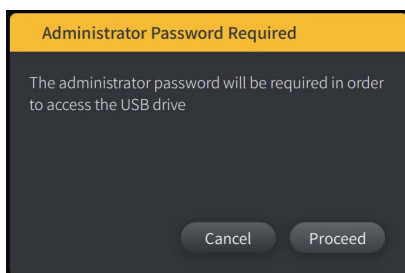 Administrator Password Required
The administrator password will be required in order
to access the USB drive
Cancel Proceed